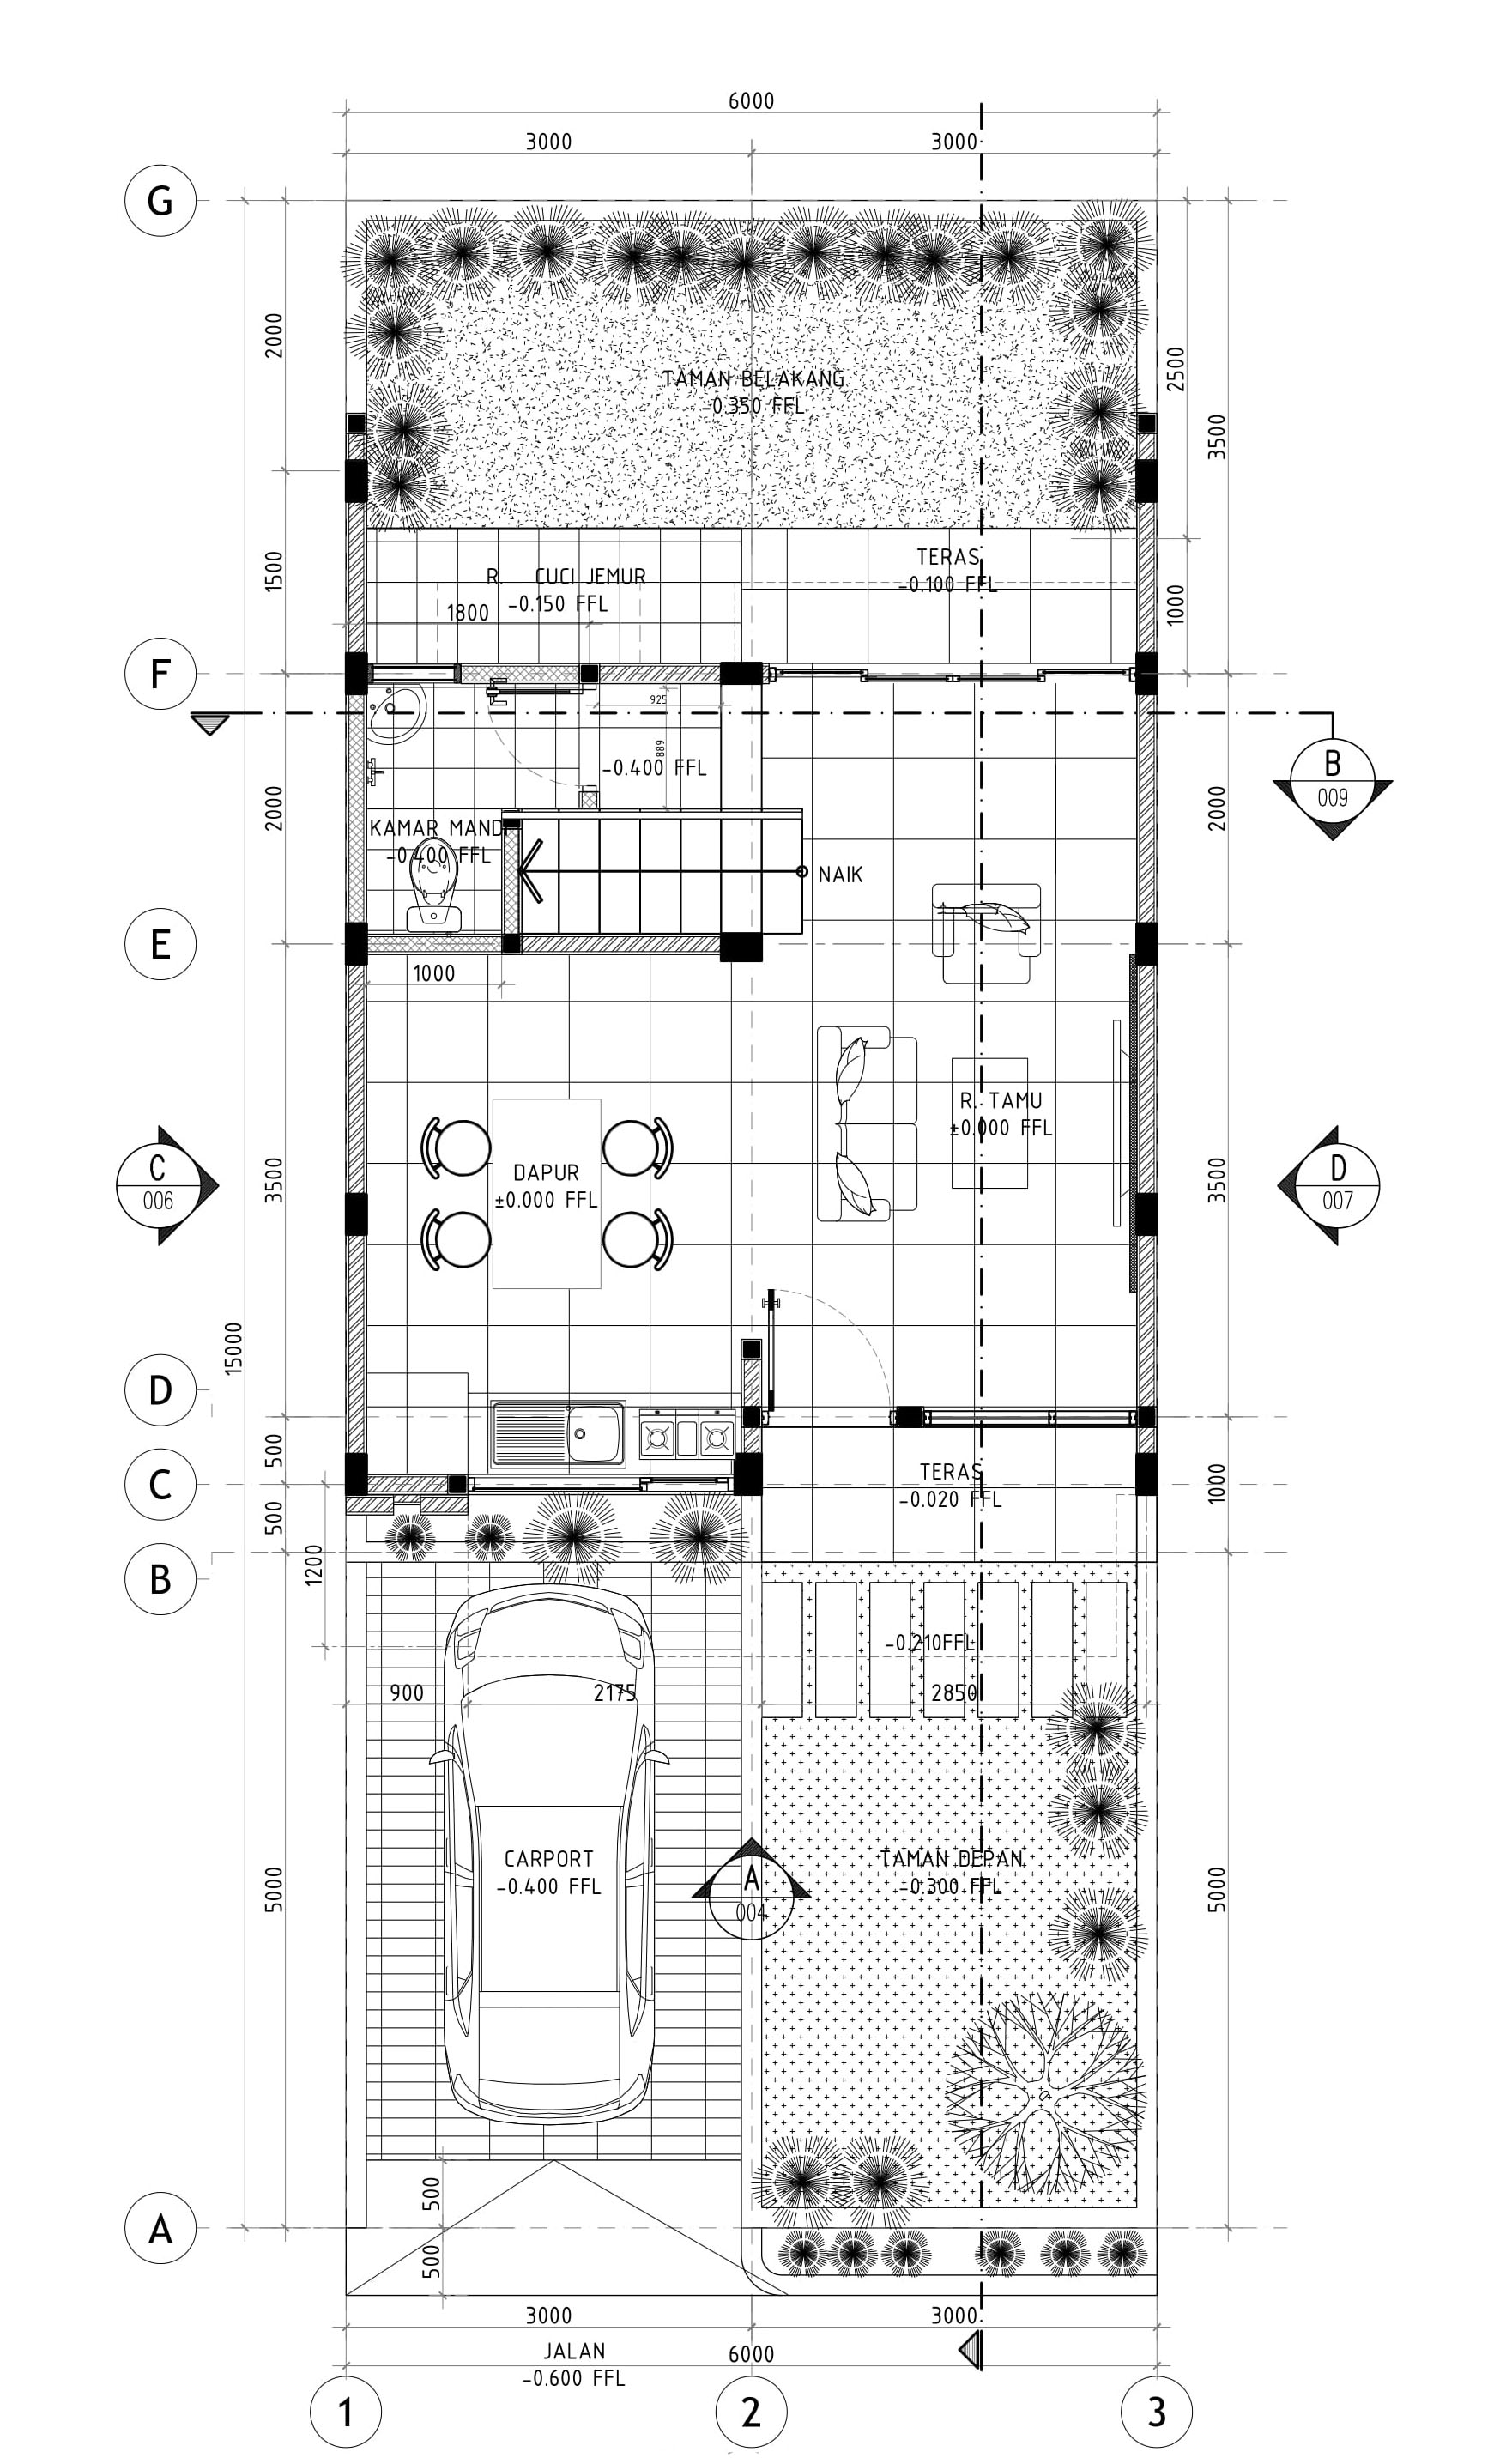 6000
3000
3000
G
2000
2500
3500
TAMAN BELAKANG
-0.350 FFL
1500
R. CUCI JEMUR
-0.150 FFL
1800
TERAS
-0.100 FFL
1000
F
925
889
-0.400 FFL
B
009
2000
2000
KAMAR MANDI
-0.400 FFL
NAIK
E
1000
R. TAMU
±0.000 FFL
C
006
3500
DAPUR
±0.000 FFL
3500
D
007
15000
D
500
C
TERAS
-0.020 FFL
1000
500
1200
B
-0.210FFL
900
2175
2850
5000
CARPORT
-0.400 FFL
A
004
TAMAN DEPAN
-0.300 FFL
5000
500
A
500
3000
3000
JALAN
6000
-0.600 FFL
1
2
3